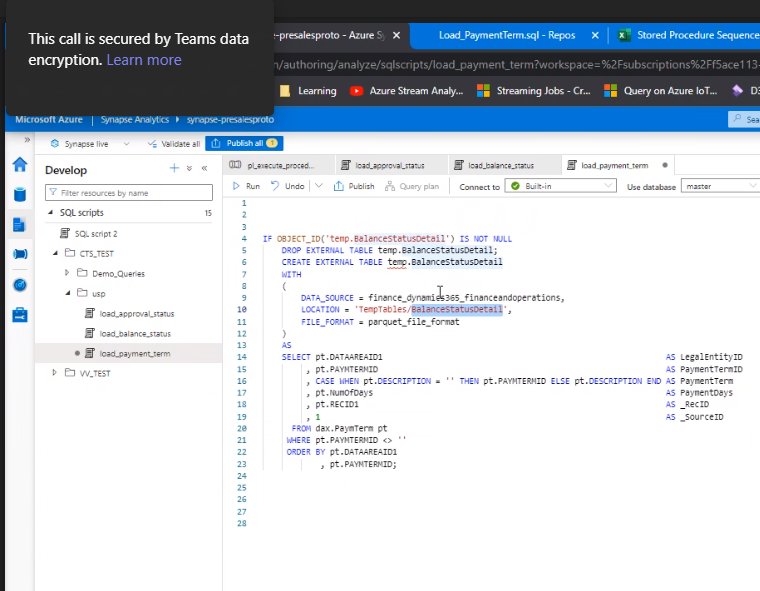 This call is secured by Teams data
encryption. Learn more
e-presalesproto - Azure Sy
Load_PaymentTerm.sql - Repos
Stored Procedure Sequence
n/authoring/analyze/sqlscripts/load_payment_term?workspace=%2Fsubscriptions%2Ff5ace113-
Learning
Azure Stream Analy...
Streaming Jobs - Cr...
Query on Azure IoT...
D3
Microsoft Azure
Synapse Analytics
synapse-presalesproto
Sea
Synapse live
Validate all
Publish all 1
Develop
Filter resources by name
SQL scripts 15
SQL script 2
CTS_TEST
Demo_Queries
usp
load_approval_status
load_balance_status
load_payment_term
VV_TEST
pl_execute_proced...
load_approval_status
load_balance_status
load_payment_term
Run
Undo
Publish
Query plan
Connect to
Built-in
Use database
master
1
2
3
4 IF OBJECT_ID('temp.BalanceStatusDetail') IS NOT NULL
5 DROP EXTERNAL TABLE temp.BalanceStatusDetail;
6 CREATE EXTERNAL TABLE temp.BalanceStatusDetail
7 WITH
8 (
9 DATA_SOURCE = finance_dynamics365_financeandoperations,
10 LOCATION = 'TempTables/BalanceStatusDetail',
11 FILE_FORMAT = parquet_file_format
12 )
13 AS
14 SELECT pt.DATAAREAID1 AS LegalEntityID
15 , pt.PAYMTERMID AS PaymentTermID
16 , CASE WHEN pt.DESCRIPTION = '' THEN pt.PAYMTERMID ELSE pt.DESCRIPTION END AS PaymentTerm
17 , pt.NumOfDays AS PaymentDays
18 , pt.RECID1 AS _RecID
19 , 1 AS _SourceID
20 FROM dax.PaymTerm pt
21 WHERE pt.PAYMTERMID <> ''
22 ORDER BY pt.DATAAREAID1
23 , pt.PAYMTERMID;
24
25
26
27
28